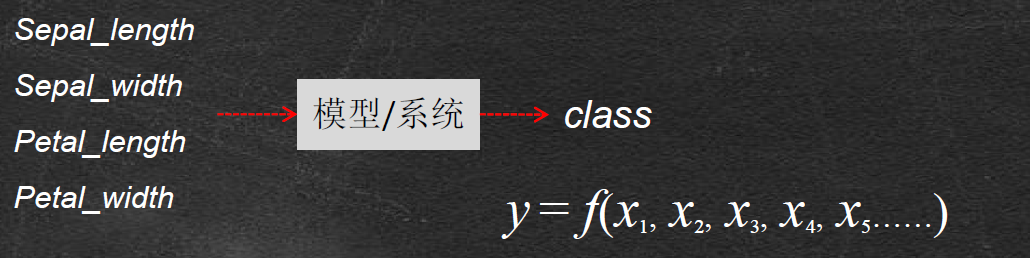 Sepal_length
Sepal_width
Petal_length
Petal_width
模型/系统
class
y = f(x₁, x₂, x₃, x₄, x₅……)